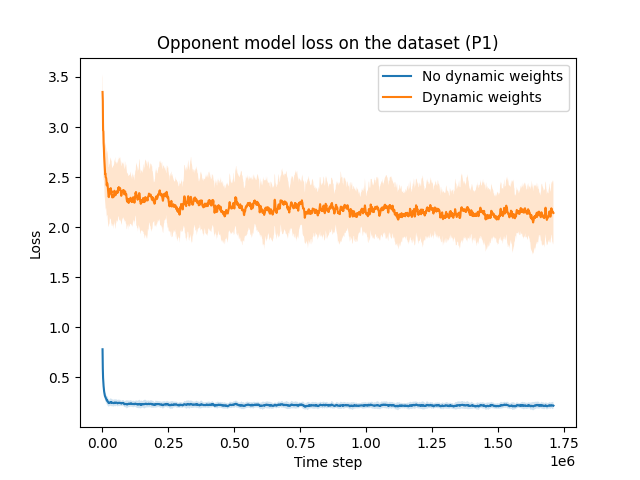 Opponent model loss on the dataset (P1)
No dynamic weights
Dynamic weights
3.5
3.0
2.5
2.0
1.5
1.0
0.5
Loss
0.00 0.25 0.50 0.75 1.00 1.25 1.50 1.75
1e6
Time step